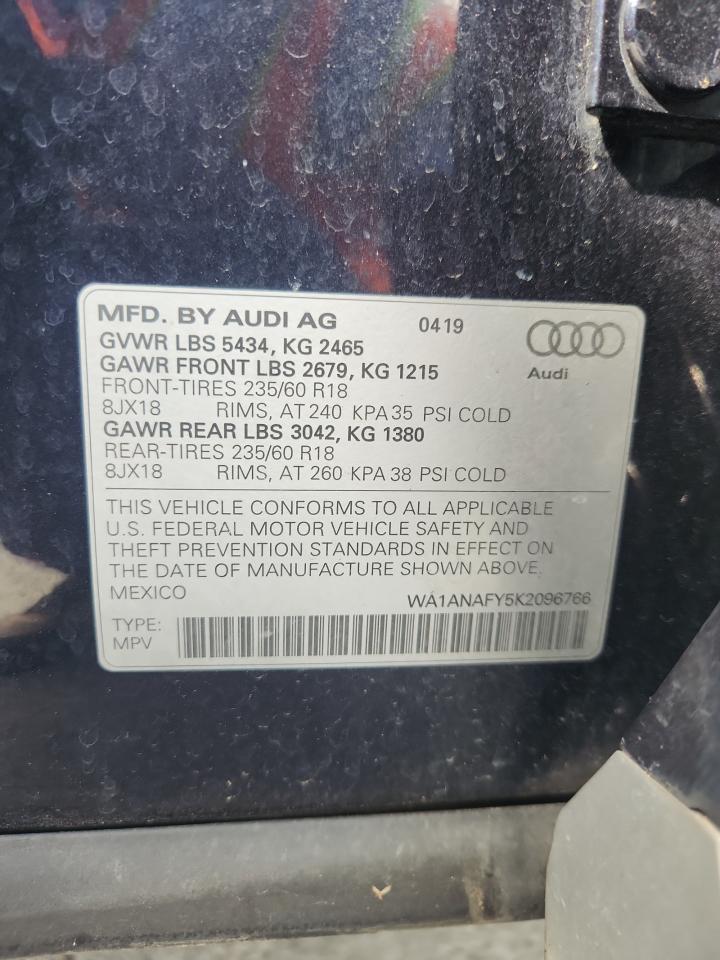 MFD. BY AUDI AG 0419
GVWR LBS 5434, KG 2465
GAWR FRONT LBS 2679, KG 1215
Audi
FRONT-TIRES 235/60 R18
8JX18 RIMS, AT 240 KPA 35 PSI COLD
GAWR REAR LBS 3042, KG 1380
REAR-TIRES 235/60 R18
8JX18 RIMS, AT 260 KPA 38 PSI COLD
THIS VEHICLE CONFORMS TO ALL APPLICABLE
U.S. FEDERAL MOTOR VEHICLE SAFETY AND
THEFT PREVENTION STANDARDS IN EFFECT ON
THE DATE OF MANUFACTURE SHOWN ABOVE.
MEXICO WA1ANAFY5K2096766
TYPE:
MPV